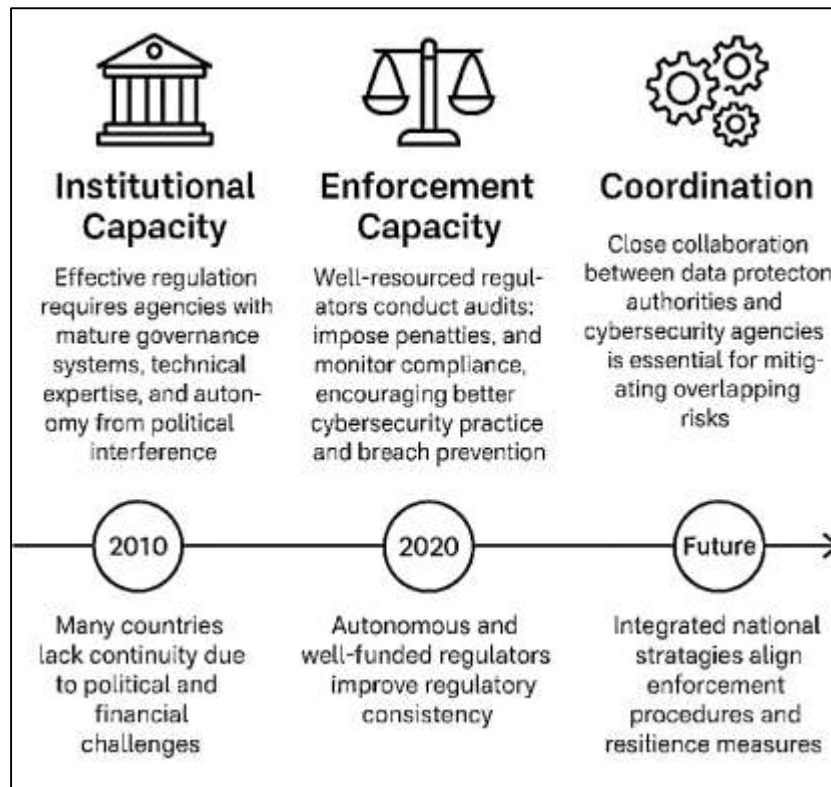 Institutional
Capacity
Effective regulation
requires agencies with
mature governance
systems, technical
expertise, and auton-
omy from political
interference
Enforcement
Capacity
Well-resourced regul-
ators conduct audits:
impose penatties, and
monitor compliance,
encouraging better
cybersecurity practice
and breach prevention
Coordination
Close collaboration
between data protecton
authorities and
cybersecurity agencies
is essential for mitig-
ating overlapping
risks
2010
2020
Future
Many countries
lack continuity due
to political and
financial
challenges
Autonomous and
well-funded regulators
improve regulatory
consistency
Integrated national
stratagies align
enforcement
procedures and
resilience measures